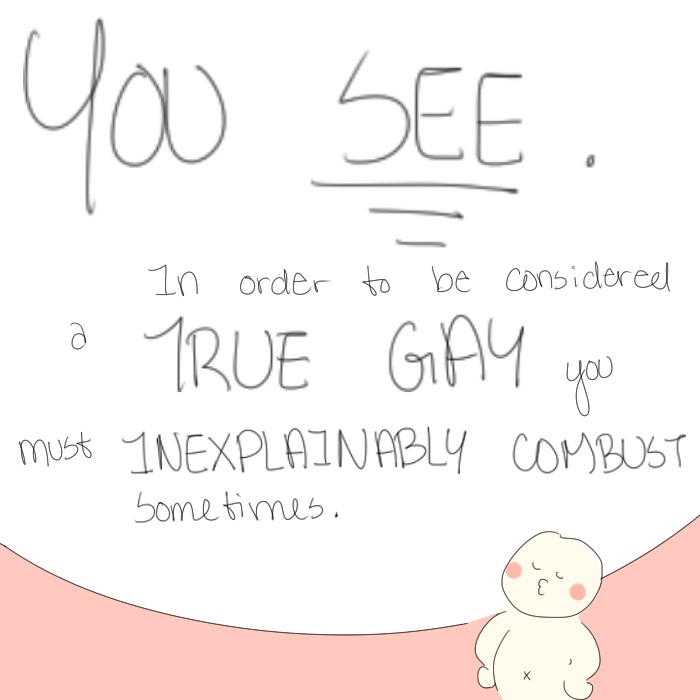 YOU SEE.
In order to be considered
a TRUE GAY you
must INEXPLAINABLY COMBUST
sometimes.